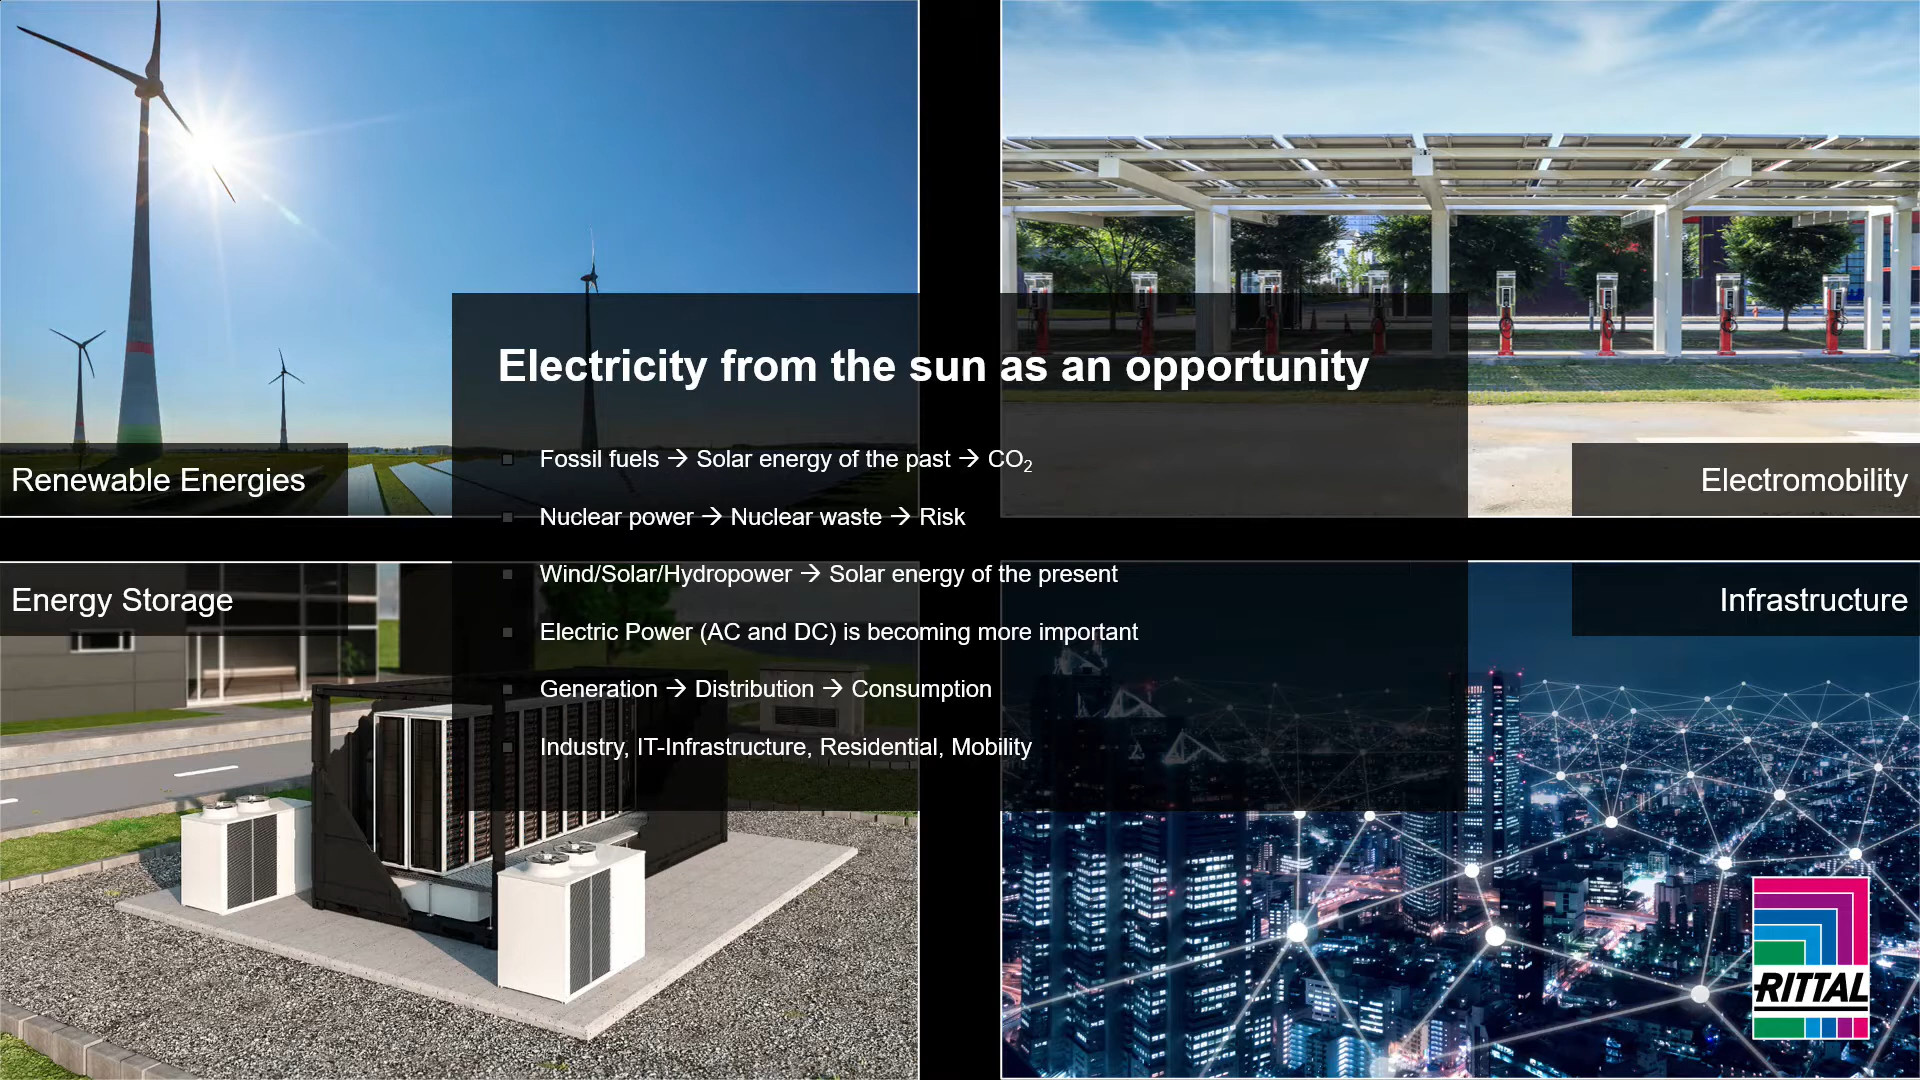 Electricity from the sun as an opportunity
Fossil fuels → Solar energy of the past → CO₂
Nuclear power → Nuclear waste → Risk
Wind/Solar/Hydropower → Solar energy of the present
Electric Power (AC and DC) is becoming more important
Generation → Distribution → Consumption
Industry, IT-Infrastructure, Residential, Mobility
Renewable Energies
Electromobility
Energy Storage
Infrastructure
RITTAL